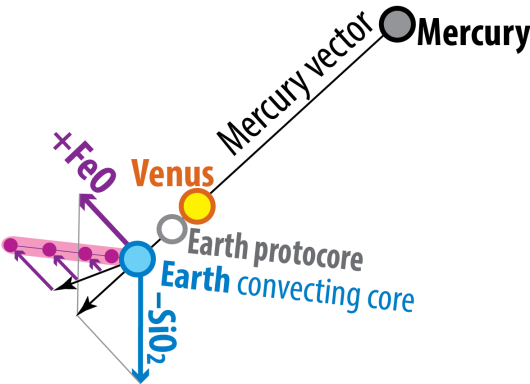 Mercury
Mercury vector
+FeO
Venus
Earth protocore
Earth convecting core
–SiO₂